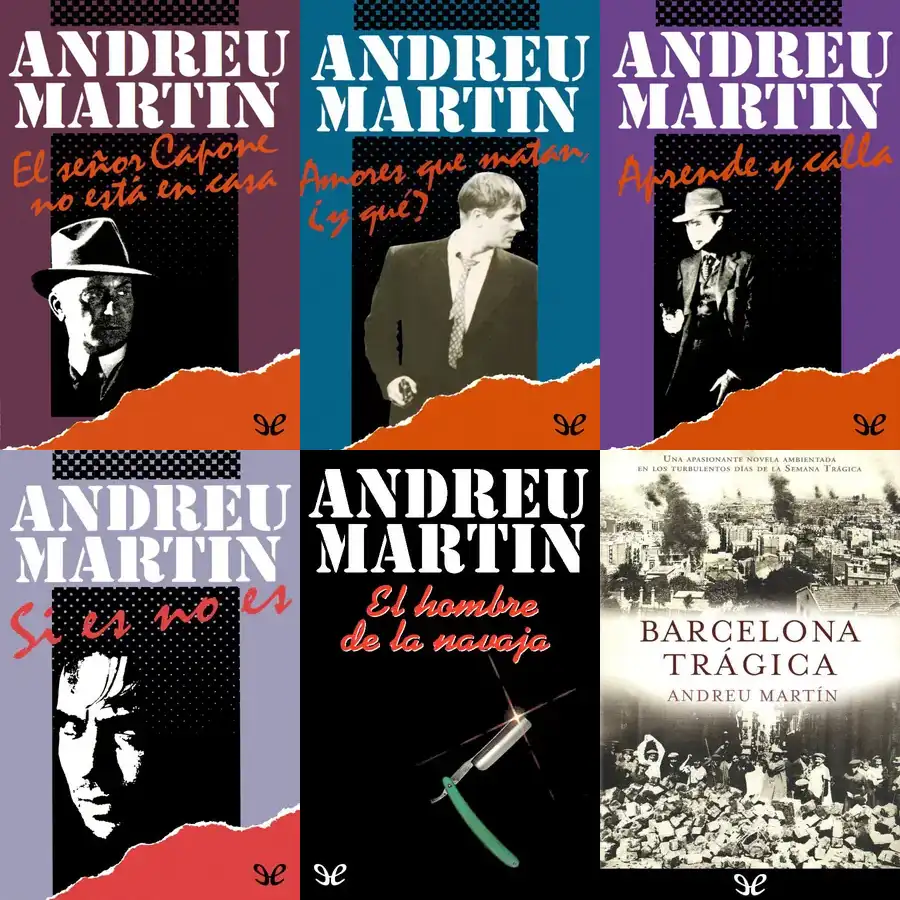 ANDREU
MARTIN
El señor Capone
no está en casa
ANDREU
MARTIN
Amores que matan,
¿y qué?
ANDREU
MARTIN
Aprende y calla
ANDREU
MARTIN
Si es no es
ANDREU
MARTIN
El hombre
de la navaja
UNA APASIONANTE NOVELA AMBIENTADA
EN LOS TURBULENTOS DÍAS DE LA SEMANA TRÁGICA
BARCELONA
TRÁGICA
ANDREU MARTÍN